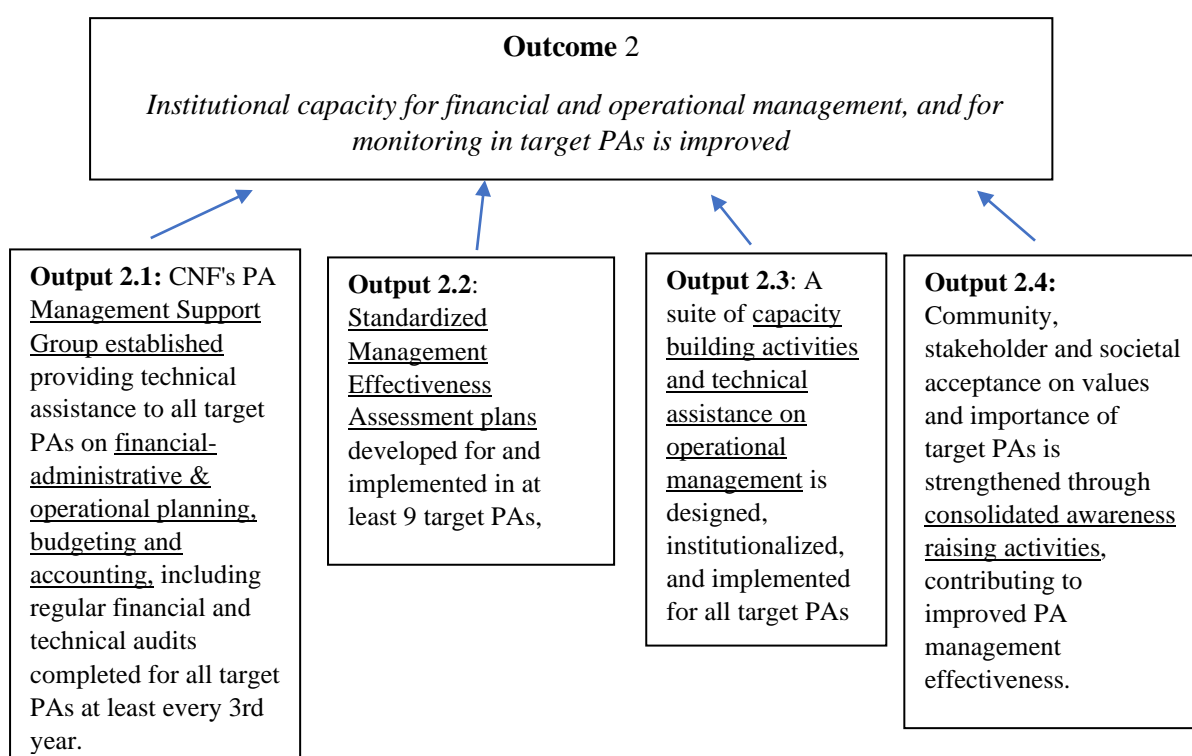 Outcome 2
Institutional capacity for financial and operational management, and for
monitoring in target PAs is improved
Output 2.1: CNF's PA
Management Support
Group established
providing technical
assistance to all target
PAs on financial-
administrative &
operational planning,
budgeting and
accounting, including
regular financial and
technical audits
completed for all target
PAs at least every 3rd
year.
Output 2.2:
Standardized
Management
Effectiveness
Assessment plans
developed for and
implemented in at
least 9 target PAs,
Output 2.3: A
suite of capacity
building activities
and technical
assistance on
operational
management is
designed,
institutionalized,
and implemented
for all target PAs
Output 2.4:
Community,
stakeholder and societal
acceptance on values
and importance of
target PAs is
strengthened through
consolidated awareness
raising activities,
contributing to
improved PA
management
effectiveness.